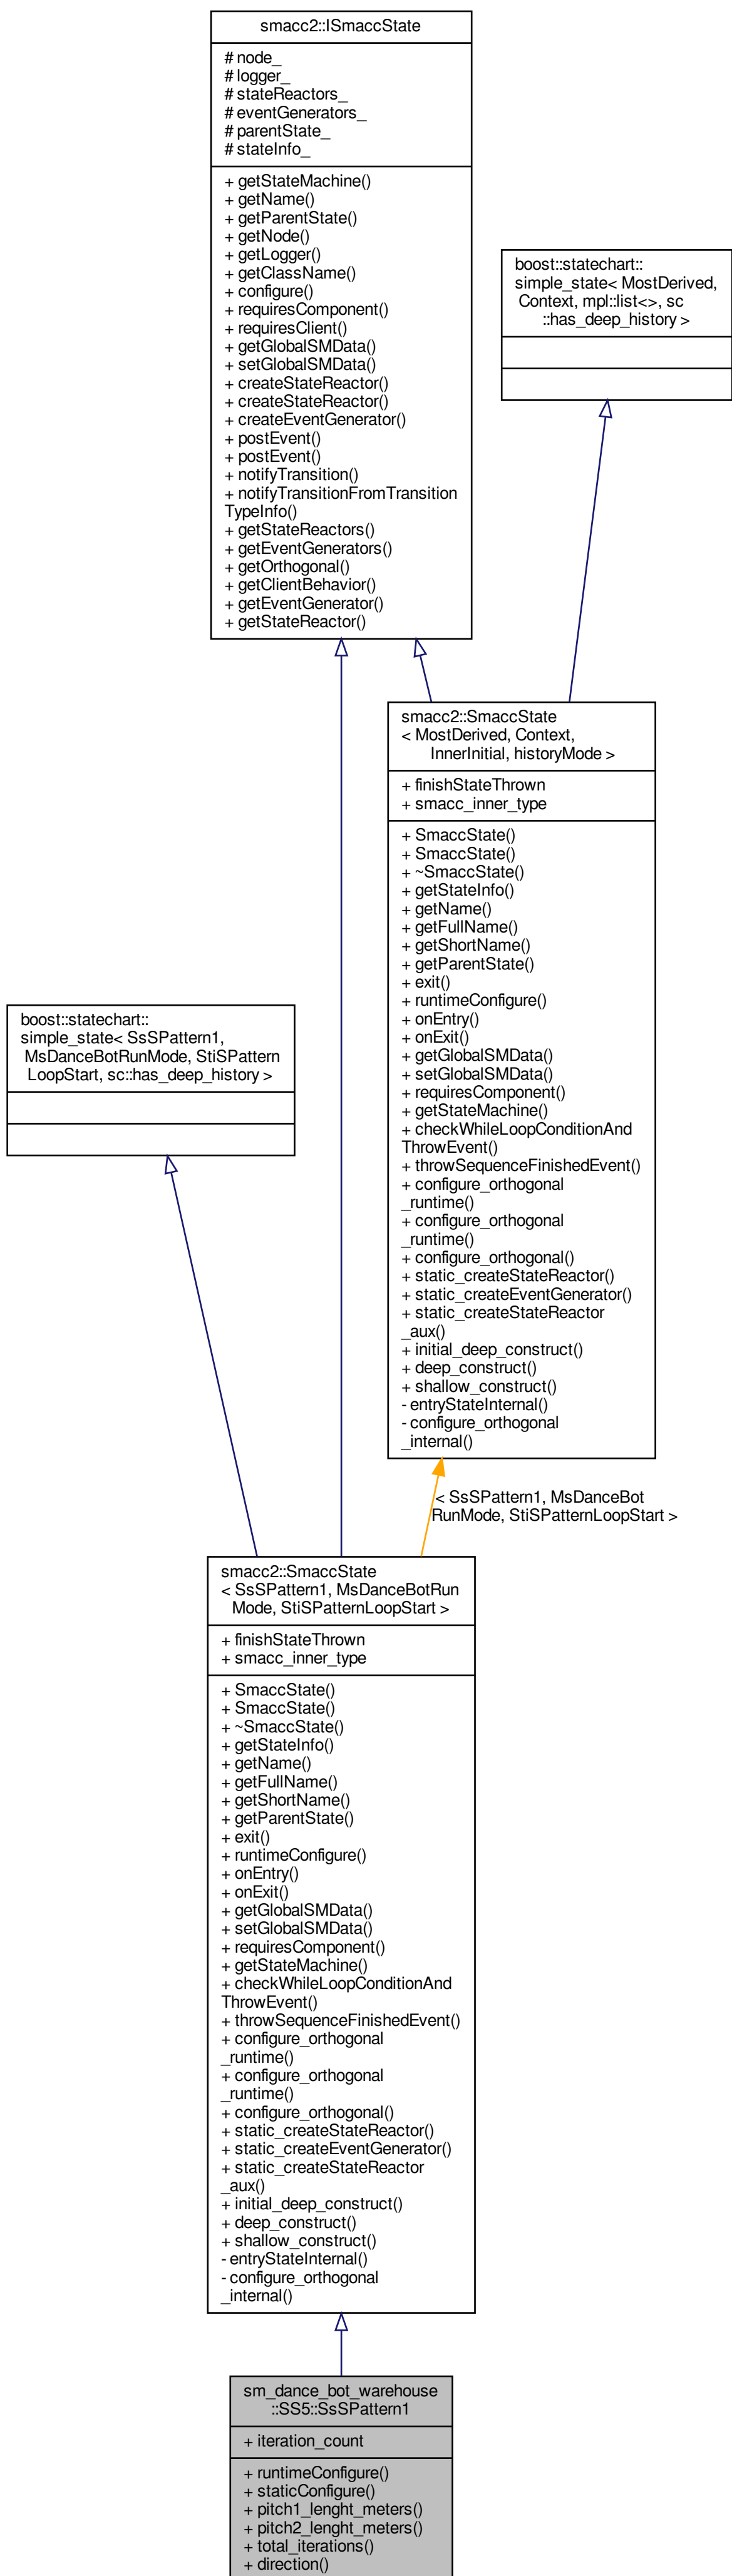 smacc2::ISmaccState
# node_
# logger_
# stateReactors_
# eventGenerators_
# parentState_
# stateInfo_
+ getStateMachine()
+ getName()
+ getParentState()
+ getNode()
+ getLogger()
+ getClassName()
+ configure()
+ requiresComponent()
+ requiresClient()
+ getGlobalSMData()
+ setGlobalSMData()
+ createStateReactor()
+ createStateReactor()
+ createEventGenerator()
+ postEvent()
+ postEvent()
+ notifyTransition()
+ notifyTransitionFromTransition
TypeInfo()
+ getStateReactors()
+ getEventGenerators()
+ getOrthogonal()
+ getClientBehavior()
+ getEventGenerator()
+ getStateReactor()
boost::statechart::
simple_state< MostDerived,
Context, mpl::list<>, sc
::has_deep_history >
smacc2::SmaccState
< MostDerived, Context,
InnerInitial, historyMode >
+ finishStateThrown
+ smacc_inner_type
+ SmaccState()
+ SmaccState()
+ ~SmaccState()
+ getStateInfo()
+ getName()
+ getFullName()
+ getShortName()
+ getParentState()
+ exit()
+ runtimeConfigure()
+ onEntry()
+ onExit()
+ getGlobalSMData()
+ setGlobalSMData()
+ requiresComponent()
+ getStateMachine()
+ checkWhileLoopConditionAnd
ThrowEvent()
+ throwSequenceFinishedEvent()
+ configure_orthogonal
_runtime()
+ configure_orthogonal
_runtime()
+ configure_orthogonal()
+ static_createStateReactor()
+ static_createEventGenerator()
+ static_createStateReactor
_aux()
+ initial_deep_construct()
+ deep_construct()
+ shallow_construct()
- entryStateInternal()
- configure_orthogonal
_internal()
boost::statechart::
simple_state< SsSPattern1,
MsDanceBotRunMode, StiSPattern
LoopStart, sc::has_deep_history >
< SsSPattern1, MsDanceBot
RunMode, StiSPatternLoopStart >
smacc2::SmaccState
< SsSPattern1, MsDanceBotRun
Mode, StiSPatternLoopStart >
+ finishStateThrown
+ smacc_inner_type
+ SmaccState()
+ SmaccState()
+ ~SmaccState()
+ getStateInfo()
+ getName()
+ getFullName()
+ getShortName()
+ getParentState()
+ exit()
+ runtimeConfigure()
+ onEntry()
+ onExit()
+ getGlobalSMData()
+ setGlobalSMData()
+ requiresComponent()
+ getStateMachine()
+ checkWhileLoopConditionAnd
ThrowEvent()
+ throwSequenceFinishedEvent()
+ configure_orthogonal
_runtime()
+ configure_orthogonal
_runtime()
+ configure_orthogonal()
+ static_createStateReactor()
+ static_createEventGenerator()
+ static_createStateReactor
_aux()
+ initial_deep_construct()
+ deep_construct()
+ shallow_construct()
- entryStateInternal()
- configure_orthogonal
_internal()
sm_dance_bot_warehouse
::SS5::SsSPattern1
+ iteration_count
+ runtimeConfigure()
+ staticConfigure()
+ pitch1_lenght_meters()
+ pitch2_lenght_meters()
+ total_iterations()
+ direction()